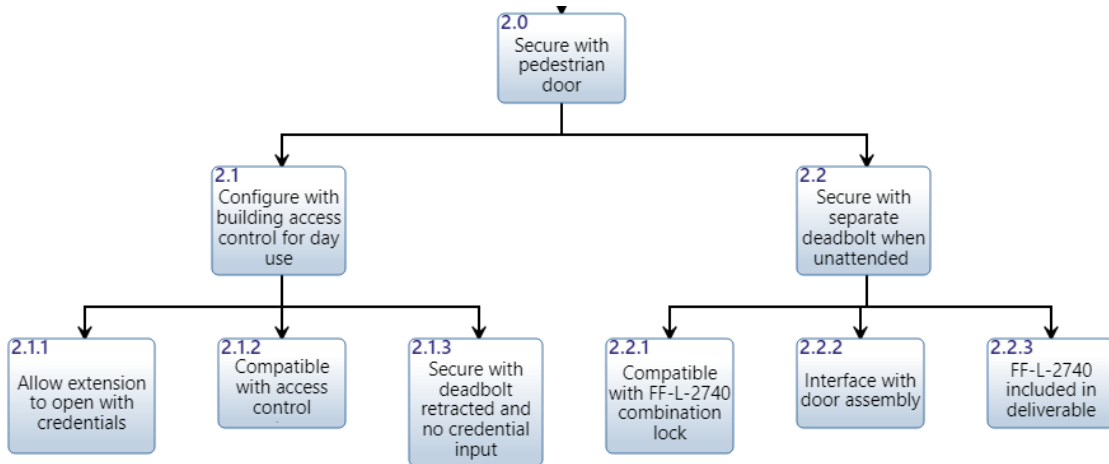 2.0
Secure with
pedestrian
door
2.1
Configure with
building access
control for day
use
2.2
Secure with
separate
deadbolt when
unattended
2.1.1
Allow extension
to open with
credentials
2.1.2
Compatible
with access
control
2.1.3
Secure with
deadbolt
retracted and
no credential
input
2.2.1
Compatible
with FF-L-2740
combination
lock
2.2.2
Interface with
door assembly
2.2.3
FF-L-2740
included in
deliverable